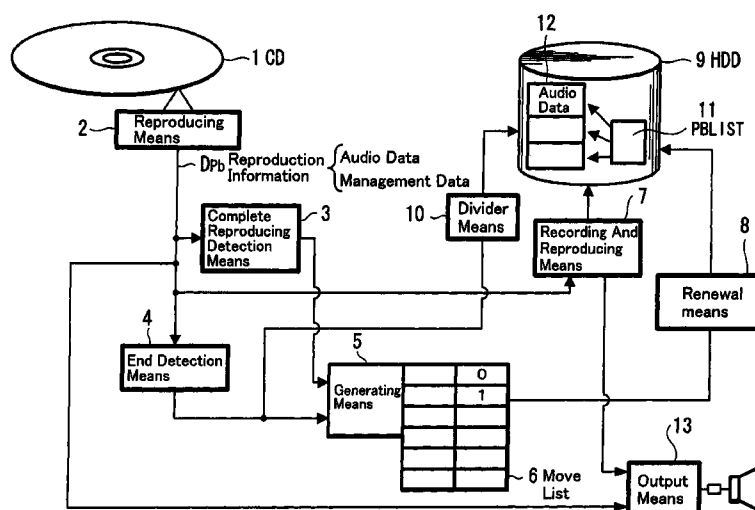 1 CD
12
9 HDD
Audio
Data
11
PBLIST
2
Reproducing
Means
DPb Reproduction
Information
Audio Data
Management Data
3
Complete
Reproducing
Detection
Means
10
Divider
Means
7
Recording And
Reproducing
Means
8
Renewal
means
4
End Detection
Means
5
Generating
Means
0
1
6 Move
List
13
Output
Means